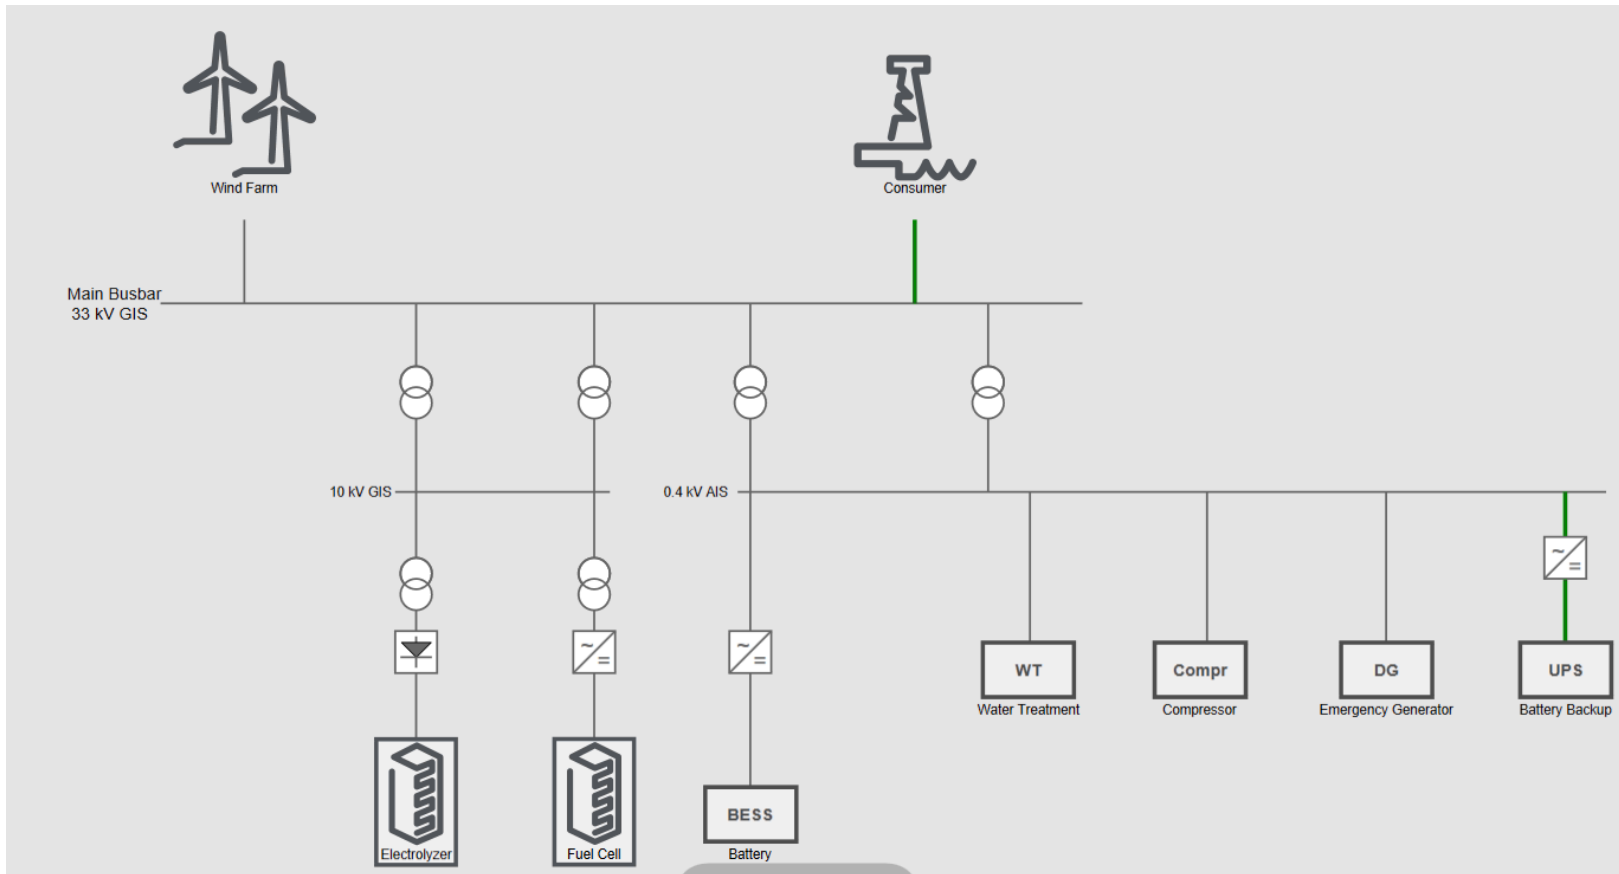 Wind Farm
Consumer
Main Busbar
33 kV GIS
10 kV GIS
0.4 kV AIS
WT
Compr
DG
UPS
Water Treatment
Compressor
Emergency Generator
Battery Backup
BESS
Electrolyzer
Fuel Cell
Battery